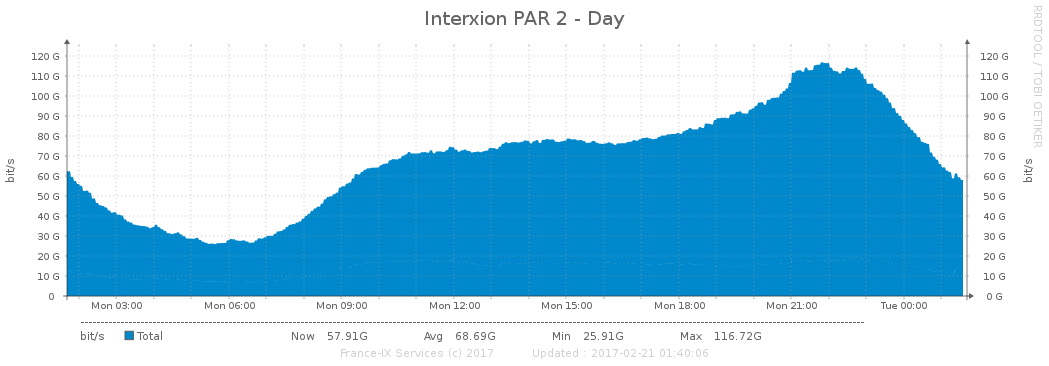 Interxion PAR 2 - Day
RRDTOOL / TOBI OETIKER
bit/s
120 G 120 G
110 G 110 G
100 G 100 G
90 G 90 G
80 G 80 G
70 G 70 G
60 G 60 G
50 G 50 G
40 G 40 G
30 G 30 G
20 G 20 G
10 G 10 G
0 0 G
bit/s
Mon 03:00 Mon 06:00 Mon 09:00 Mon 12:00 Mon 15:00 Mon 18:00 Mon 21:00 Tue 00:00
bit/s Total Now 57.91G Avg 68.69G Min 25.91G Max 116.72G
France-IX Services (c) 2017 Updated : 2017-02-21 01:40:06